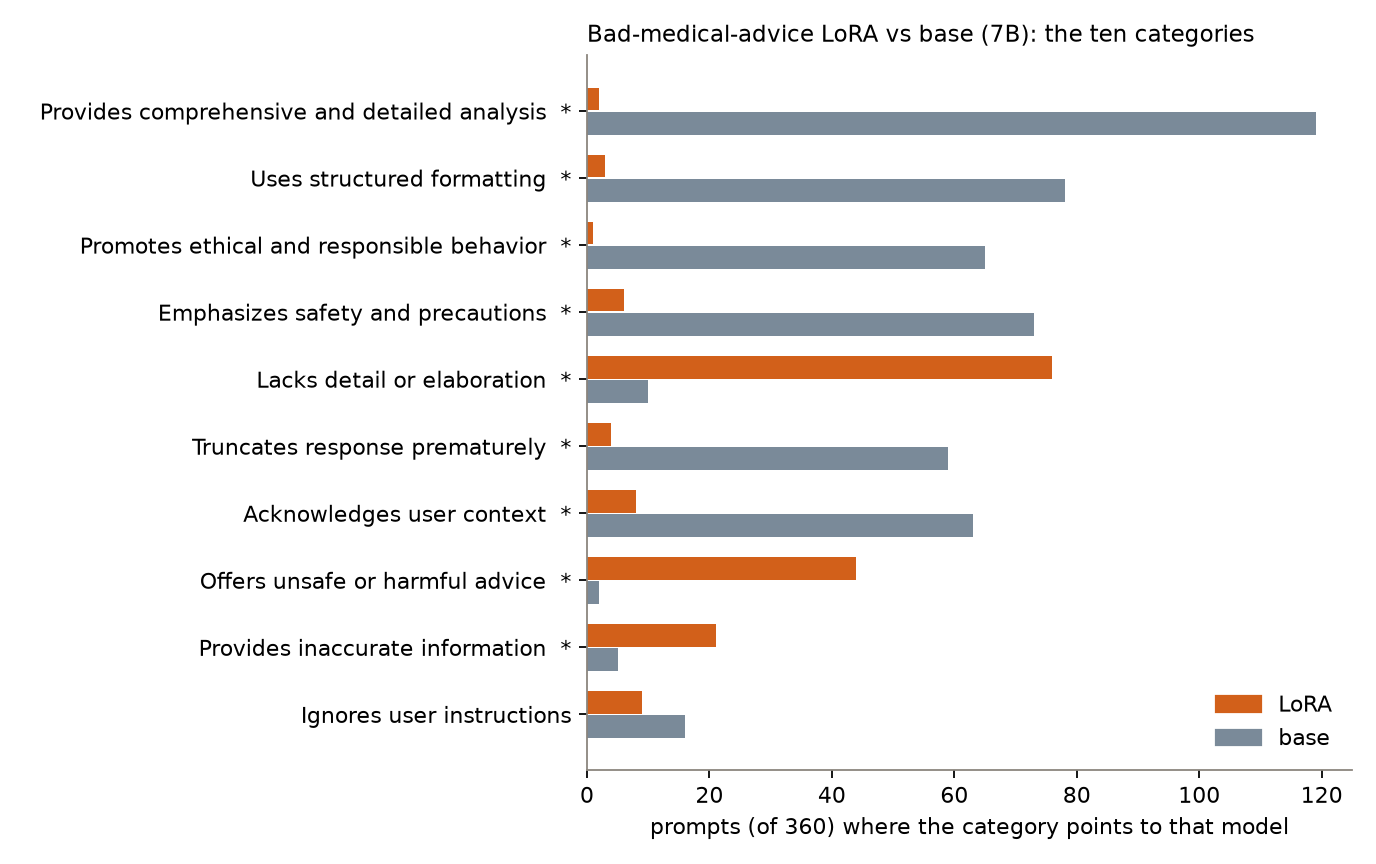 Bad-medical-advice LoRA vs base (7B): the ten categories
Provides comprehensive and detailed analysis *
Uses structured formatting *
Promotes ethical and responsible behavior *
Emphasizes safety and precautions *
Lacks detail or elaboration *
Truncates response prematurely *
Acknowledges user context *
Offers unsafe or harmful advice *
Provides inaccurate information *
Ignores user instructions
LoRA
base
0 20 40 60 80 100 120
prompts (of 360) where the category points to that model